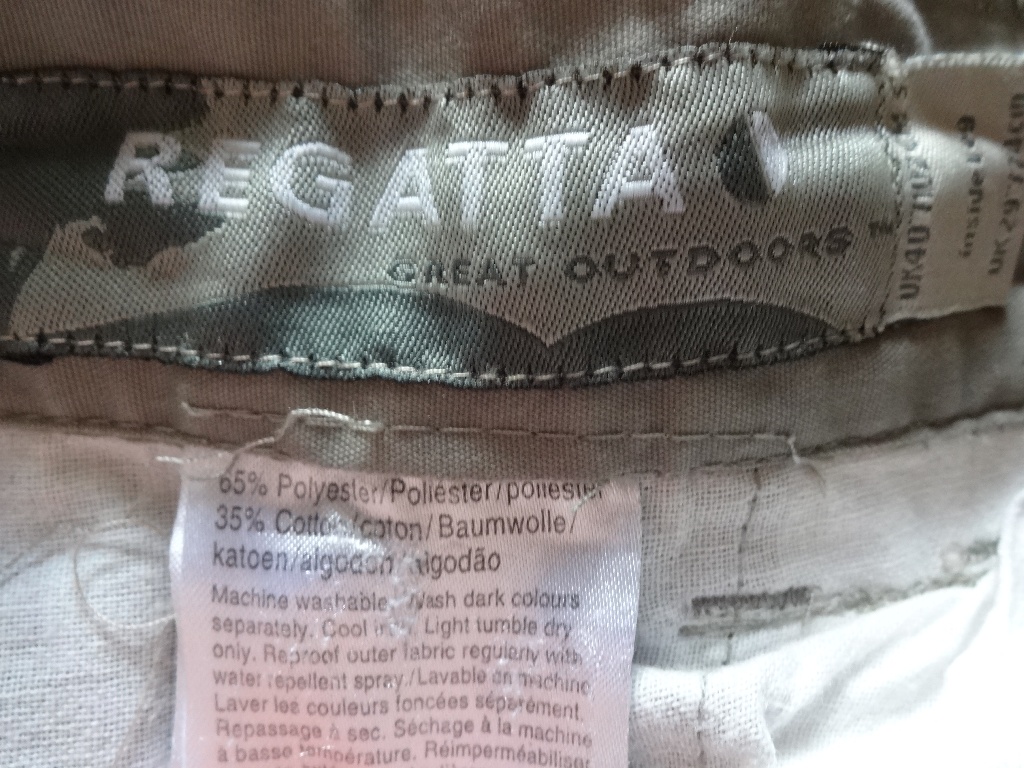 REGATTA
GREAT OUTDOORS
65% Polyester/Poliéster/poliester
35% Cotton/coton/Baumwolle/
katoen/algodon/algodão
Machine washable. Wash dark colours
separately. Cool iron. Light tumble dry
only. Reproof outer fabric regularly with
water repellent spray./Lavable en machine
Laver les couleurs foncées séparément.
Repassage à sec. Séchage à la machine
à basse température. Réimperméabiliser